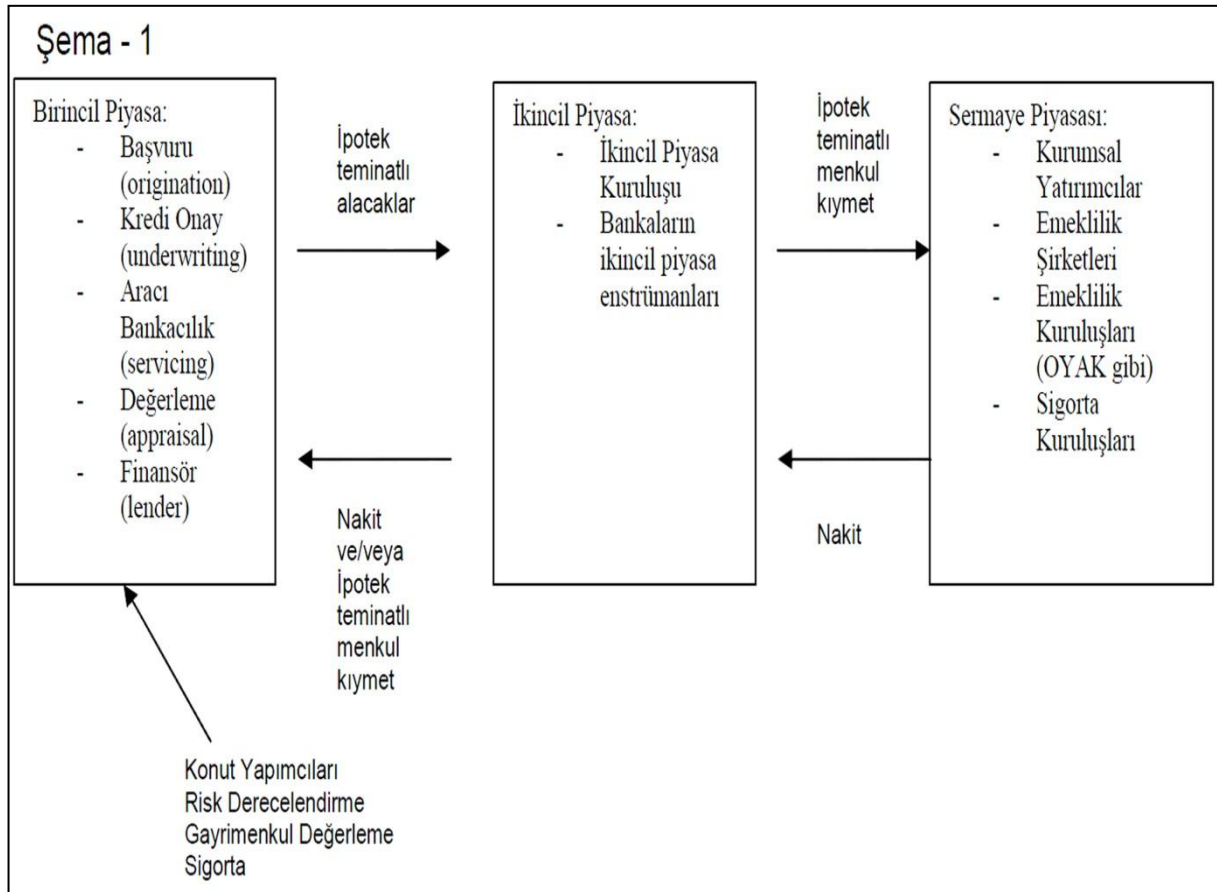 Şema - 1
Birincil Piyasa:
- Başvuru
(origination)
- Kredi Onay
(underwriting)
- Aracı
Bankacılık
(servicing)
- Değerleme
(appraisal)
- Finansör
(lender)
İpotek
teminatlı
alacaklar
Nakit
ve/veya
İpotek
teminatlı
menkul
kıymet
İkincil Piyasa:
- İkincil Piyasa
Kuruluşu
- Bankaların
ikincil piyasa
enstrümanları
İpotek
teminatlı
menkul
kıymet
Nakit
Sermaye Piyasası:
- Kurumsal
Yatırımcılar
- Emeklilik
Şirketleri
- Emeklilik
Kuruluşları
(OYAK gibi)
- Sigorta
Kuruluşları
Konut Yapımcıları
Risk Derecelendirme
Gayrimenkul Değerleme
Sigorta